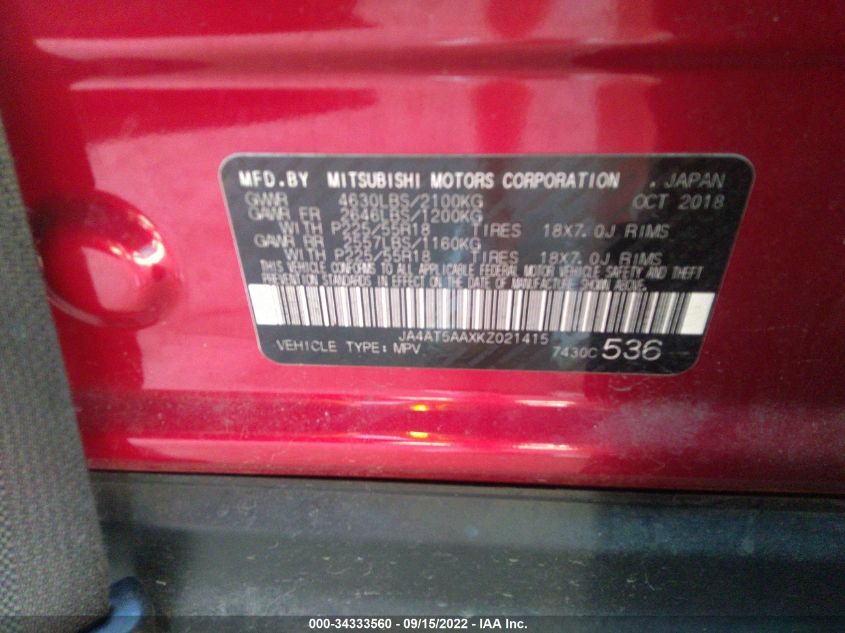 MFD.BY MITSUBISHI MOTORS CORPORATION . JAPAN
GVWR 4630LBS/2100KG OCT 2018
GAWR FR 2646LBS/1200KG
WITH P225/55R18 TIRES 18X7.0J RIMS
GAWR RR 2557LBS/1160KG
WITH P225/55R18 TIRES 18X7.0J RIMS
THIS VEHICLE CONFORMS TO ALL APPLICABLE FEDERAL MOTOR VEHICLE SAFETY AND THEFT
PREVENTION STANDARDS IN EFFECT ON THE DATE OF MANUFACTURE SHOWN ABOVE.
JA4AT5AAXKZ021415
VEHICLE TYPE: MPV 7430C 536
000-34333560 - 09/15/2022 - IAA Inc.